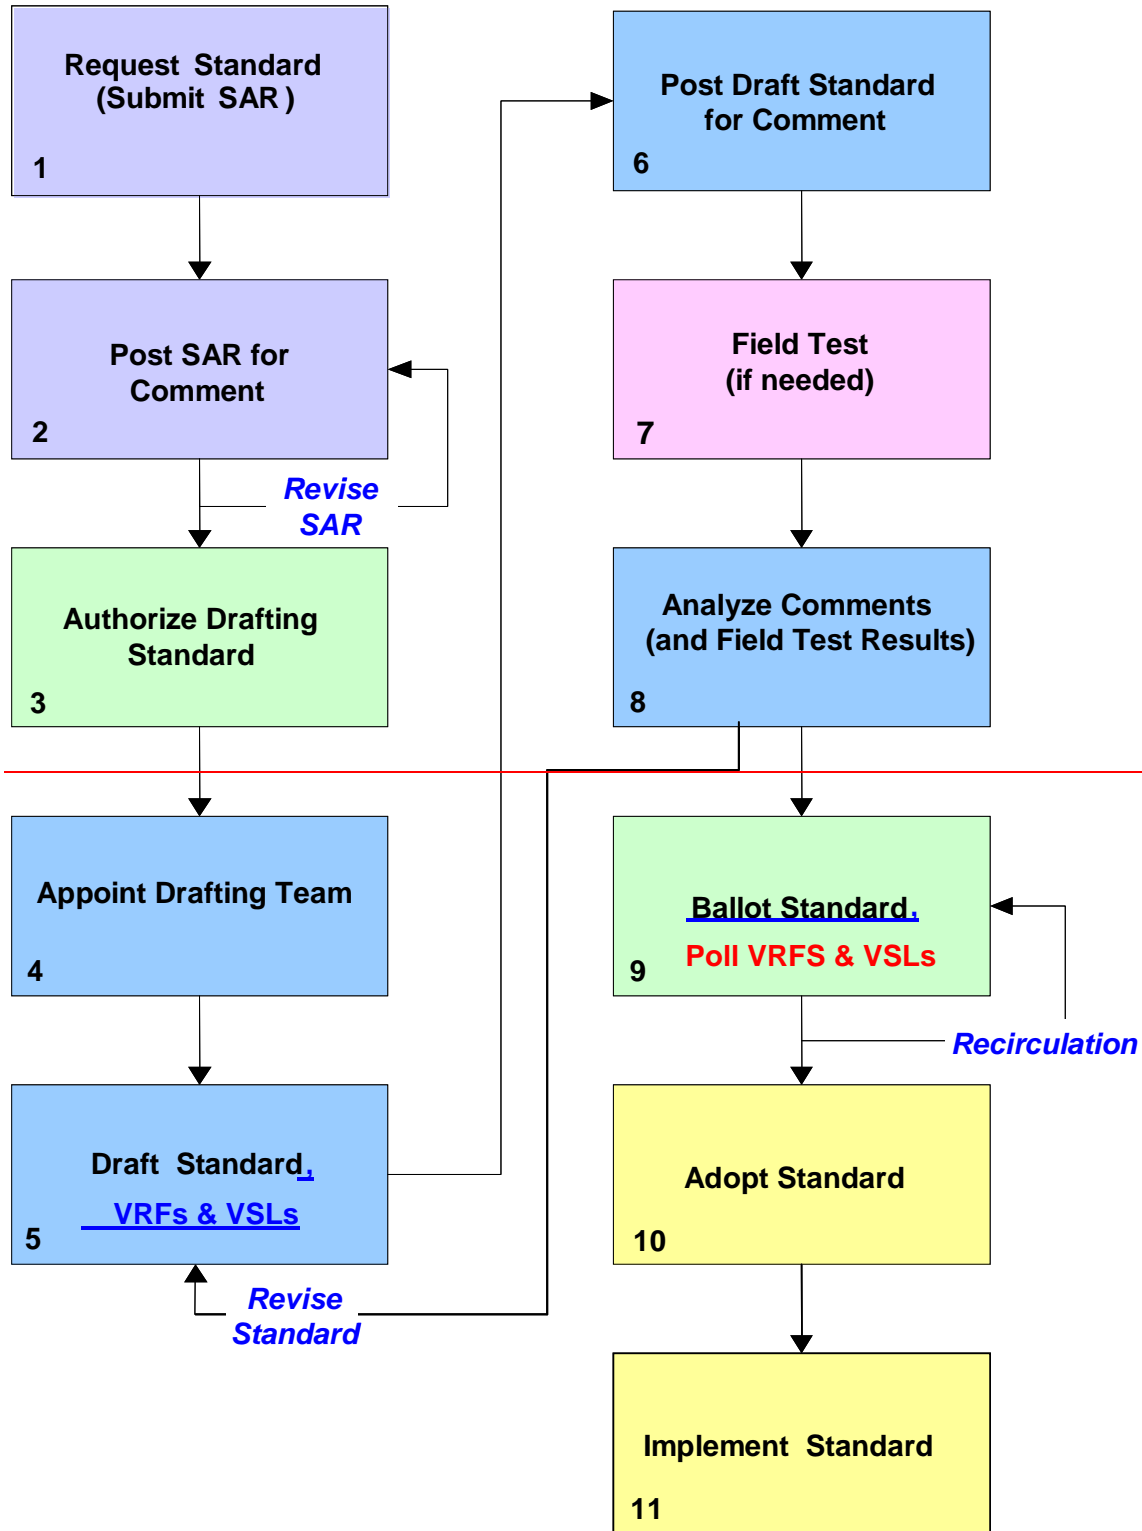 Request Standard
(Submit SAR )
1
Post SAR for
Comment
2
Revise
SAR
Authorize Drafting
Standard
3
Appoint Drafting Team
4
Draft Standard,
VRFs & VSLs
5
Revise
Standard
Post Draft Standard
for Comment
6
Field Test
(if needed)
7
Analyze Comments
(and Field Test Results)
8
Ballot Standard,
Poll VRFS & VSLs
9
Recirculation
Adopt Standard
10
Implement Standard
11